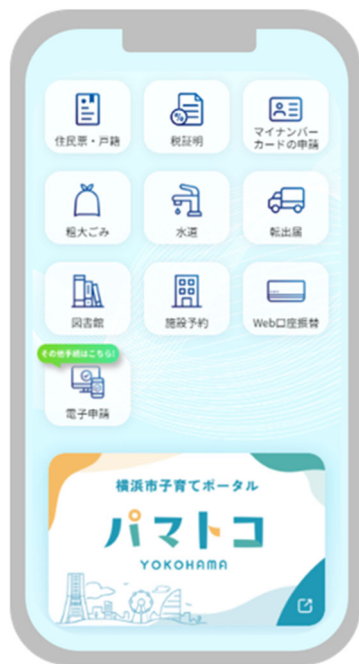 住民票・戸籍
税証明
マイナンバー
カードの申請
粗大ごみ
水道
転出届
図書館
施設予約
Web口座振替
その他手続はこちら!
電子申請
横浜市子育てポータル
パマトコ
YOKOHAMA